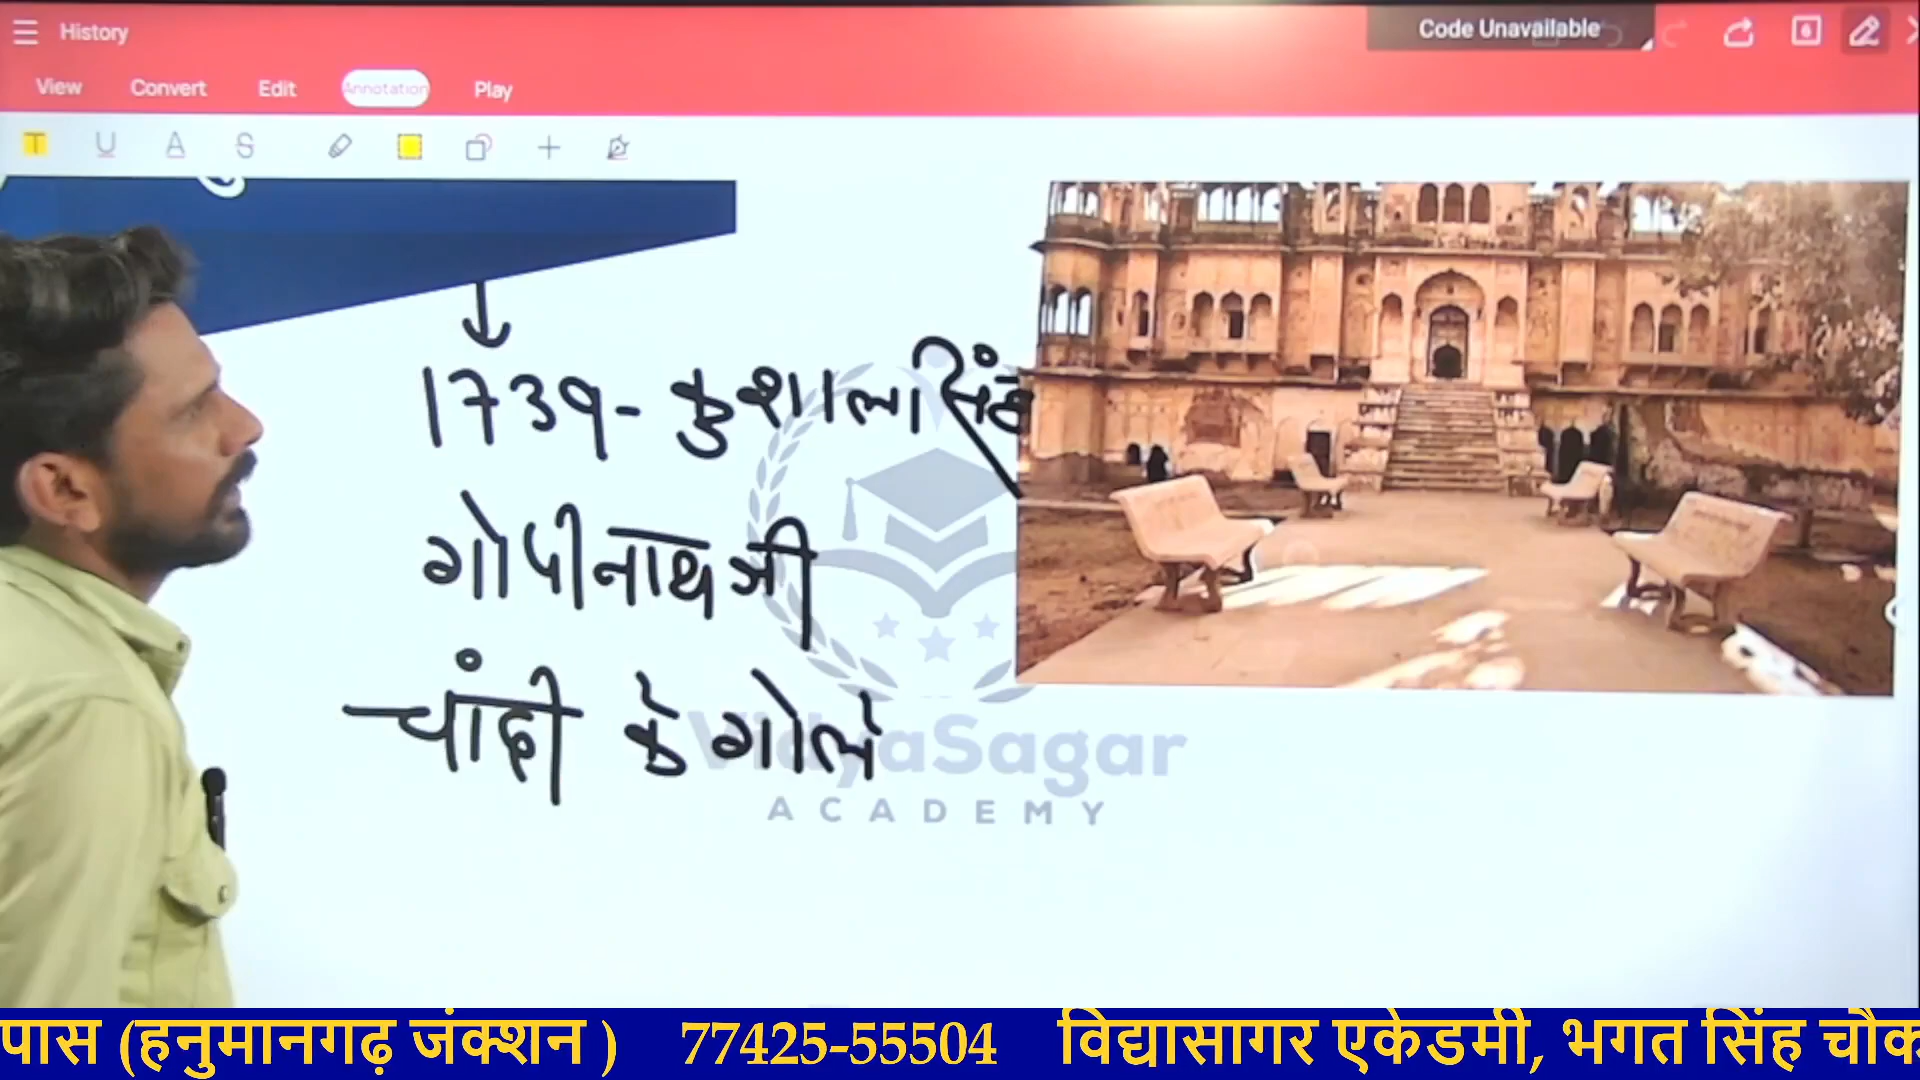 History
Code Unavailable
View Convert Edit Annotation Play
T U A S
1739- कुशालसिंह
गोपीनाथ जी
चांदी के गोले
VidyaSagar
ACADEMY
पास (हनुमानगढ़ जंक्शन ) 77425-55504 विद्यासागर एकेडमी, भगत सिंह चौक